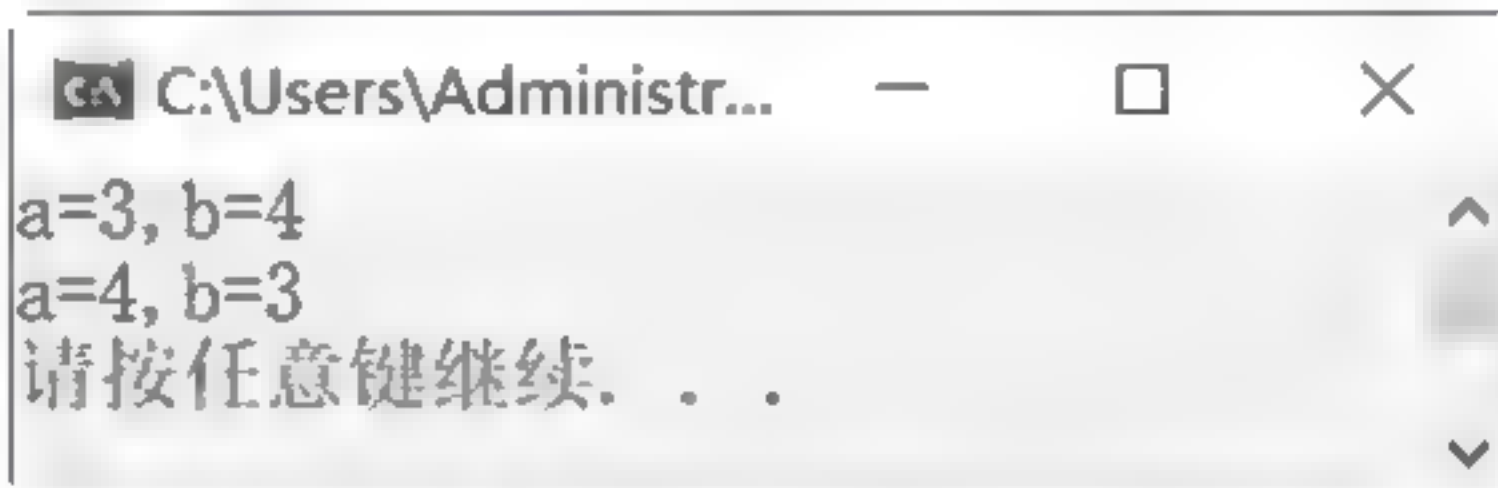 C:\Users\Administr...
a=3, b=4
a=4, b=3
请按任意键继续. . .